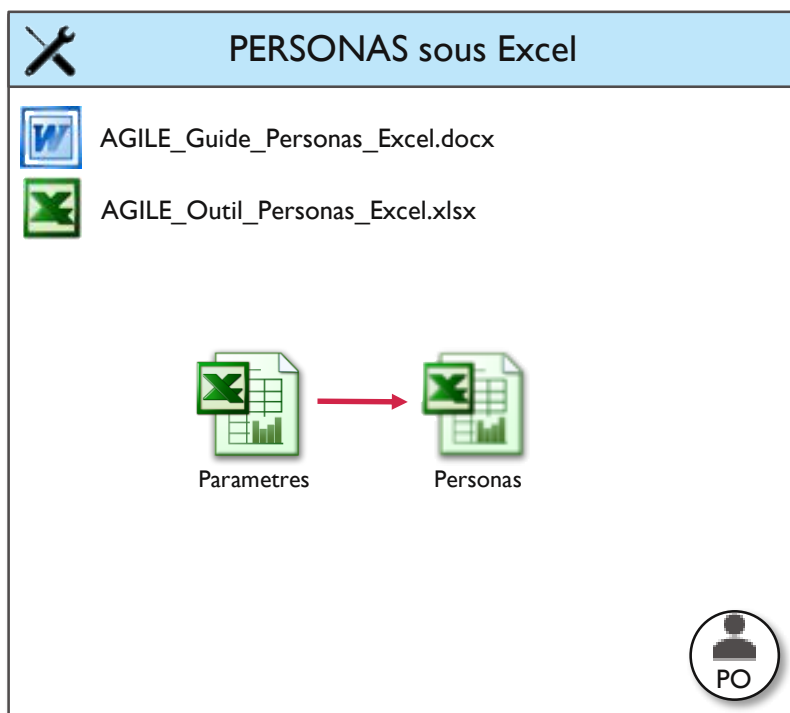 PERSONAS sous Excel
W
AGILE_Guide_Personas_Excel.docx
AGILE_Outil_Personas_Excel.xlsx
Parametres
Personas
PO